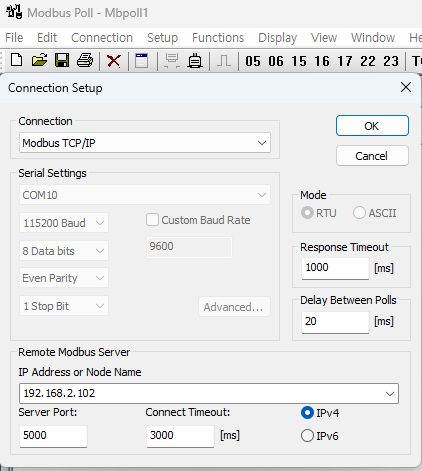 Modbus Poll - Mbpoll1
File Edit Connection Setup Functions Display View Window
05 06 15 16 17 22 23
Connection Setup
Connection
Modbus TCP/IP
OK
Cancel
Serial Settings
COM10
115200 Baud
Custom Baud Rate
8 Data bits
9600
Even Parity
1 Stop Bit
Advanced...
Mode
RTU ASCII
Response Timeout
1000 [ms]
Delay Between Polls
20 [ms]
Remote Modbus Server
IP Address or Node Name
192.168.2.102
Server Port: Connect Timeout: IPv4
5000 3000 [ms] IPv6